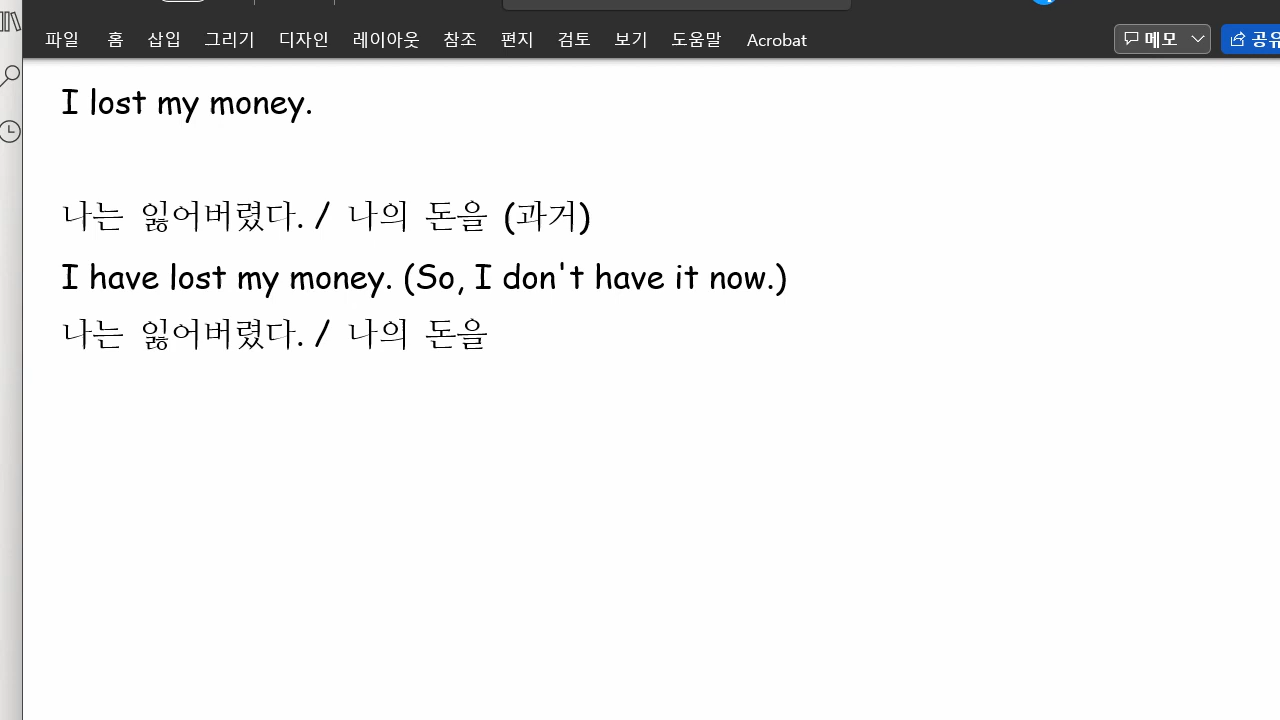 파일 홈 삽입 그리기 디자인 레이아웃 참조 편지 검토 보기 도움말 Acrobat 메모 공유
I lost my money.
나는 잃어버렸다. / 나의 돈을 (과거)
I have lost my money. (So, I don't have it now.)
나는 잃어버렸다. / 나의 돈을